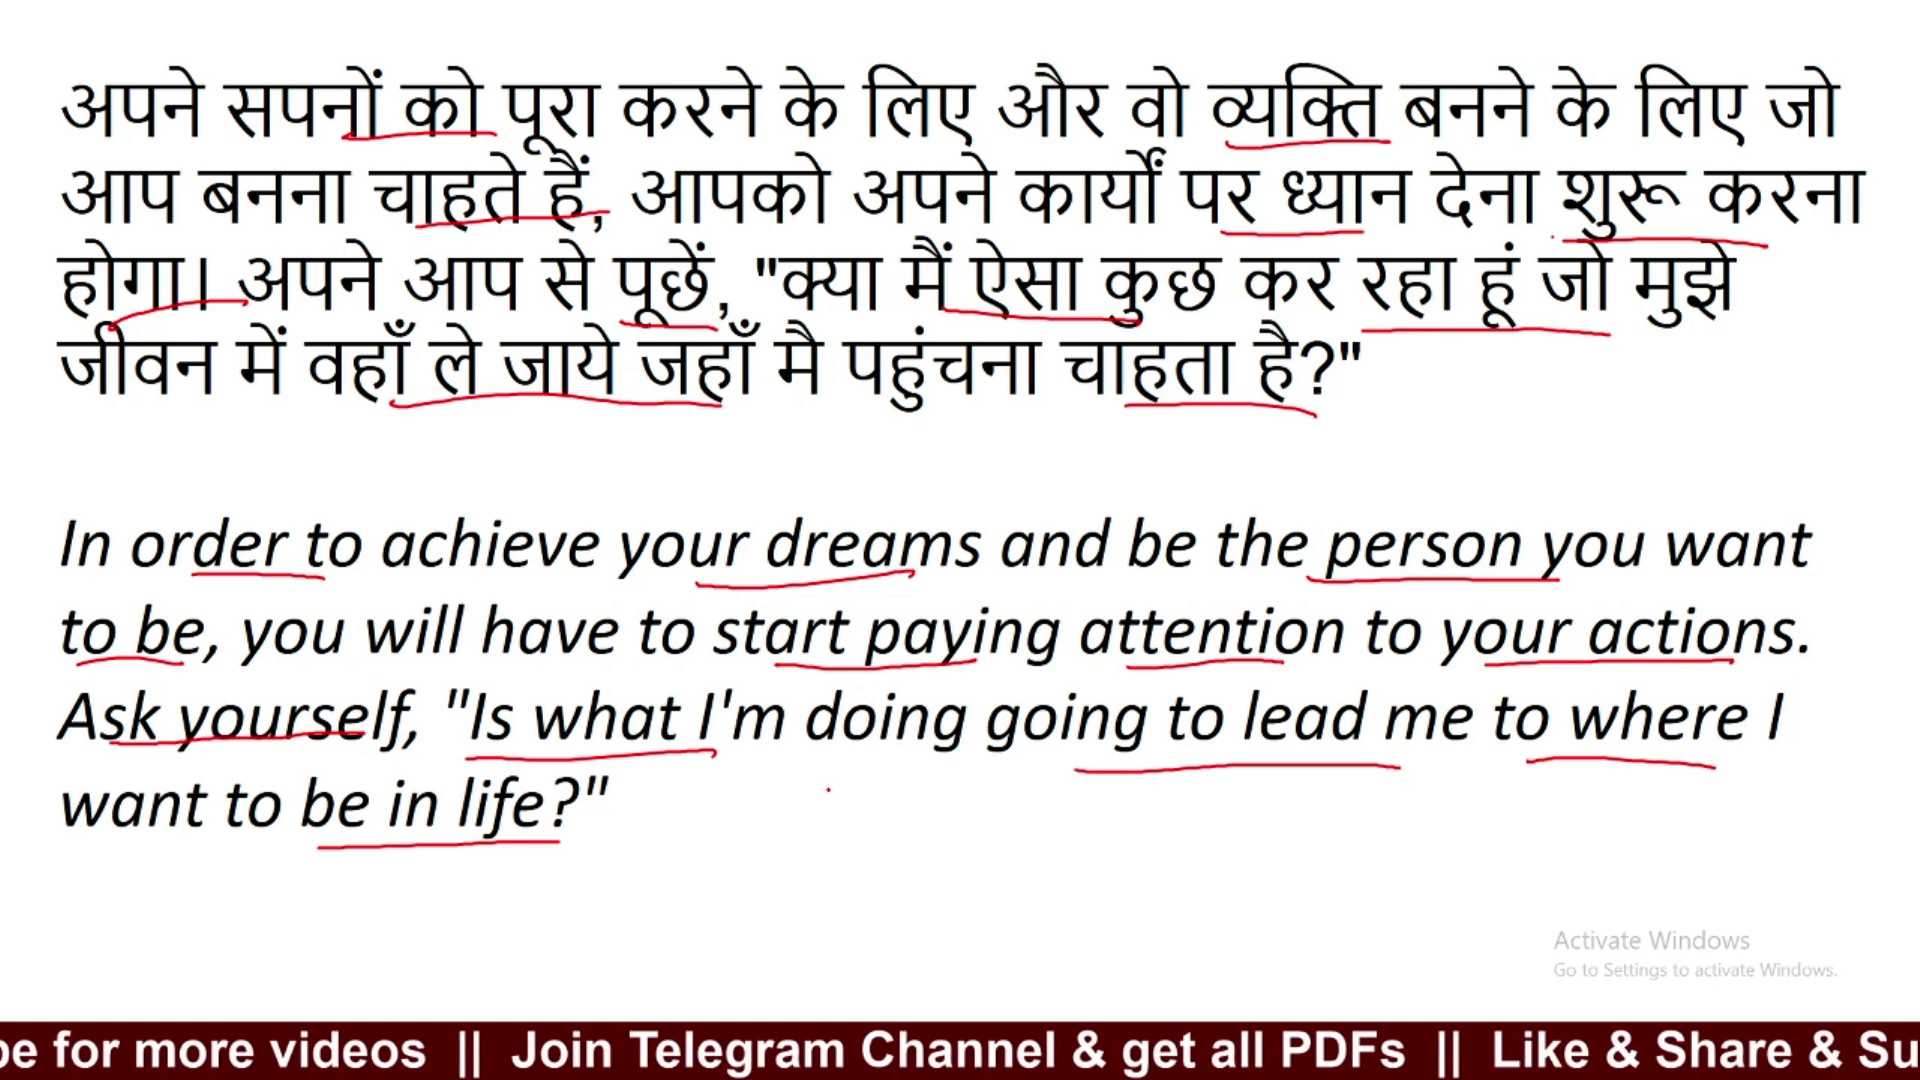 अपने सपनों को पूरा करने के लिए और वो व्यक्ति बनने के लिए जो
आप बनना चाहते हैं, आपको अपने कार्यों पर ध्यान देना शुरू करना
होगा। अपने आप से पूछें, "क्या मैं ऐसा कुछ कर रहा हूं जो मुझे
जीवन में वहाँ ले जाये जहाँ मै पहुंचना चाहता है?"
In order to achieve your dreams and be the person you want
to be, you will have to start paying attention to your actions.
Ask yourself, "Is what I'm doing going to lead me to where I
want to be in life?"
Activate Windows
Go to Settings to activate Windows.
for more videos || Join Telegram Channel & get all PDFs || Like & Share &